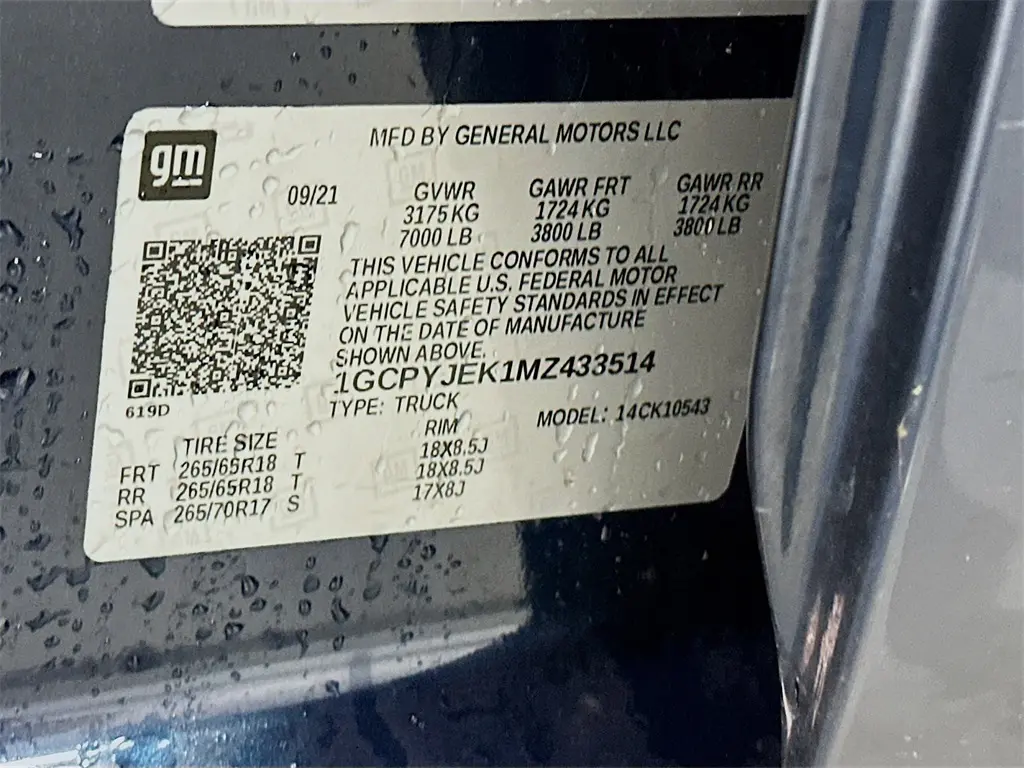 gm
MFD BY GENERAL MOTORS LLC
09/21 GVWR GAWR FRT GAWR RR
3175 KG 1724 KG 1724 KG
7000 LB 3800 LB 3800 LB
THIS VEHICLE CONFORMS TO ALL
APPLICABLE U.S. FEDERAL MOTOR
VEHICLE SAFETY STANDARDS IN EFFECT
ON THE DATE OF MANUFACTURE
SHOWN ABOVE.
1GCPYJEK1MZ433514
619D
TYPE: TRUCK MODEL: 14CK10543
TIRE SIZE RIM
FRT 265/65R18 T 18X8.5J
RR 265/65R18 T 18X8.5J
SPA 265/70R17 S 17X8J